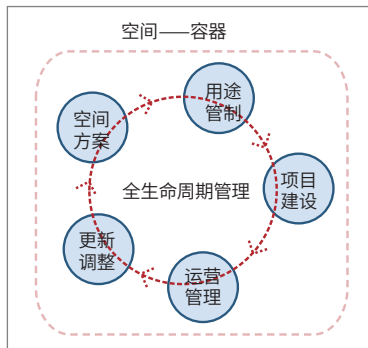 空间——容器
用途
管制
空间
方案
项目
建设
全生命周期管理
更新
调整
运营
管理